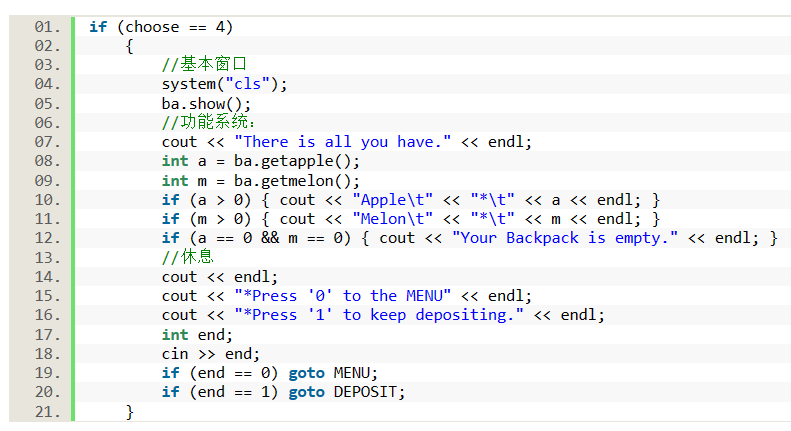 01. if (choose == 4)
02. {
03. //基本窗口
04. system("cls");
05. ba.show();
06. //功能系统：
07. cout << "There is all you have." << endl;
08. int a = ba.getapple();
09. int m = ba.getmelon();
10. if (a > 0) { cout << "Apple\t" << "*\t" << a << endl; }
11. if (m > 0) { cout << "Melon\t" << "*\t" << m << endl; }
12. if (a == 0 && m == 0) { cout << "Your Backpack is empty." << endl; }
13. //休息
14. cout << endl;
15. cout << "*Press '0' to the MENU" << endl;
16. cout << "*Press '1' to keep depositing." << endl;
17. int end;
18. cin >> end;
19. if (end == 0) goto MENU;
20. if (end == 1) goto DEPOSIT;
21. }